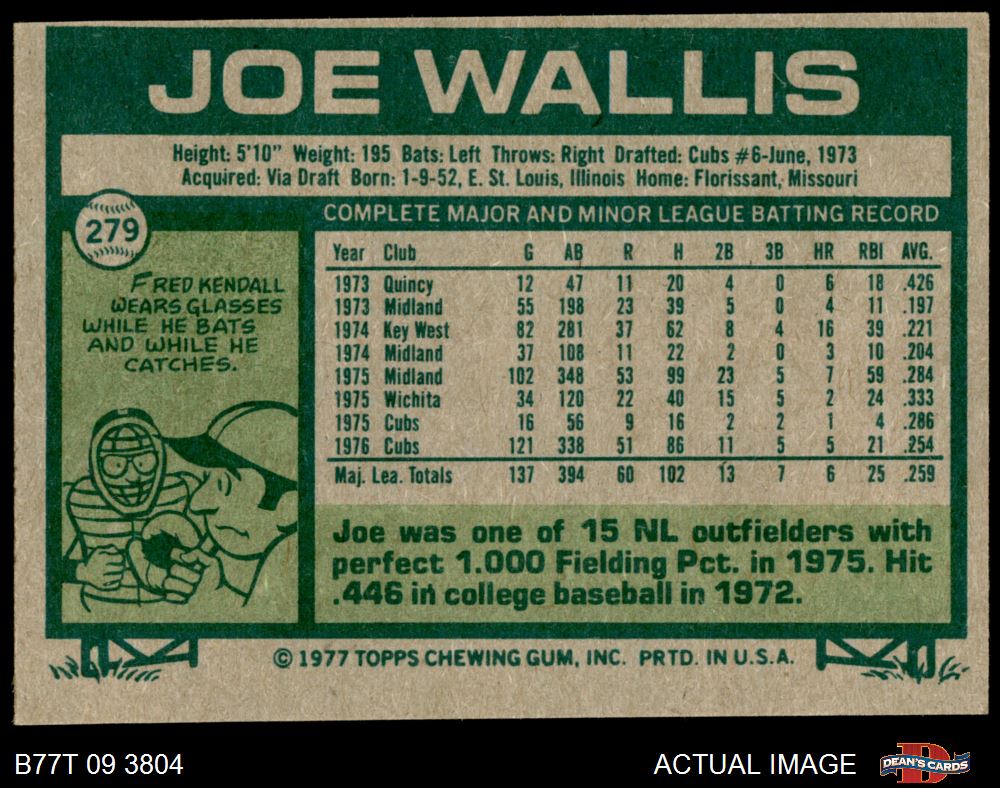 JOE WALLIS
Height: 5'10" Weight: 195 Bats: Left Throws: Right Drafted: Cubs #6-June, 1973
Acquired: Via Draft Born: 1-9-52, E. St. Louis, Illinois Home: Florissant, Missouri
279
FRED KENDALL
WEARS GLASSES
WHILE HE BATS
AND WHILE HE
CATCHES.
COMPLETE MAJOR AND MINOR LEAGUE BATTING RECORD
Year Club G AB R H 2B 3B HR RBI AVG.
1973 Quincy 12 47 11 20 4 0 6 18 .426
1973 Midland 55 198 23 39 5 0 4 11 .197
1974 Key West 82 281 37 62 8 4 16 39 .221
1974 Midland 37 108 11 22 2 0 3 10 .204
1975 Midland 102 348 53 99 23 5 7 59 .284
1975 Wichita 34 120 22 40 15 5 2 24 .333
1975 Cubs 16 56 9 16 2 2 1 4 .286
1976 Cubs 121 338 51 86 11 5 5 21 .254
Maj. Lea. Totals 137 394 60 102 13 7 6 25 .259
Joe was one of 15 NL outfielders with
perfect 1.000 Fielding Pct. in 1975. Hit
.446 in college baseball in 1972.
© 1977 TOPPS CHEWING GUM, INC. PRTD. IN U.S.A.
B77T 09 3804
ACTUAL IMAGE
D
DEAN'S CARDS